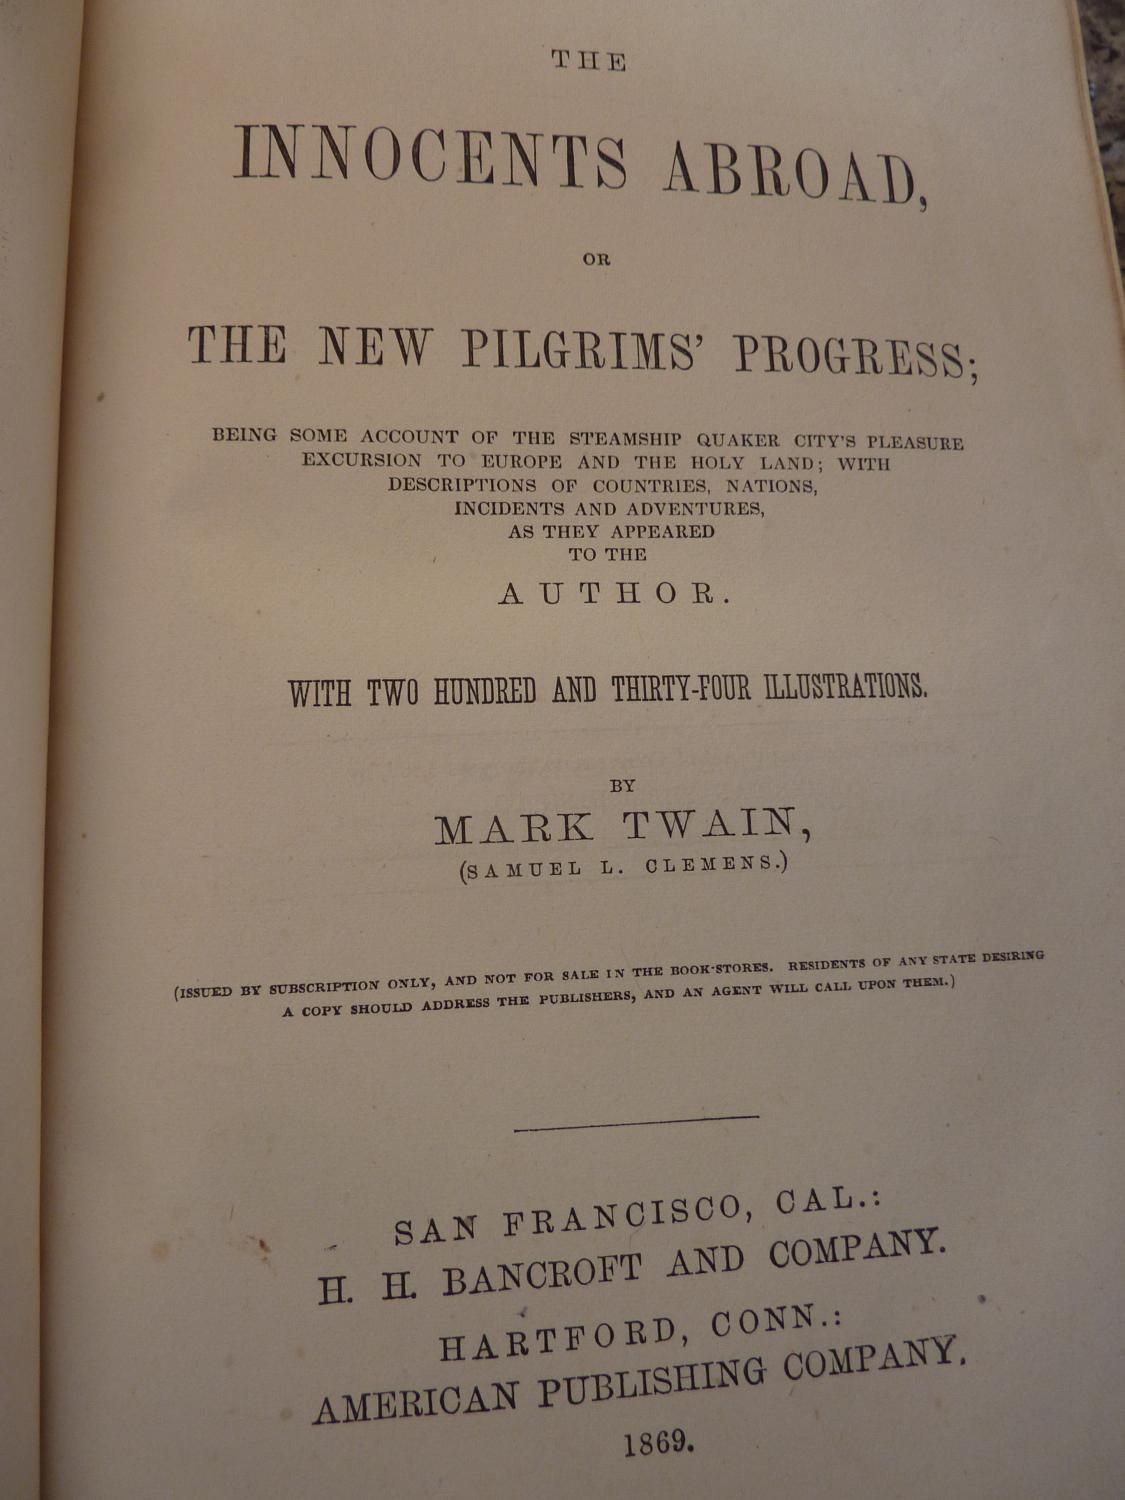 THE
INNOCENTS ABROAD,
OR
THE NEW PILGRIMS' PROGRESS;
BEING SOME ACCOUNT OF THE STEAMSHIP QUAKER CITY'S PLEASURE
EXCURSION TO EUROPE AND THE HOLY LAND; WITH
DESCRIPTIONS OF COUNTRIES, NATIONS,
INCIDENTS AND ADVENTURES,
AS THEY APPEARED
TO THE
AUTHOR.
WITH TWO HUNDRED AND THIRTY-FOUR ILLUSTRATIONS.
BY
MARK TWAIN,
(SAMUEL L. CLEMENS.)
(ISSUED BY SUBSCRIPTION ONLY, AND NOT FOR SALE IN THE BOOK-STORES. RESIDENTS OF ANY STATE DESIRING
A COPY SHOULD ADDRESS THE PUBLISHERS, AND AN AGENT WILL CALL UPON THEM.)
SAN FRANCISCO, CAL.:
H. H. BANCROFT AND COMPANY.
HARTFORD, CONN.:
AMERICAN PUBLISHING COMPANY.
1869.